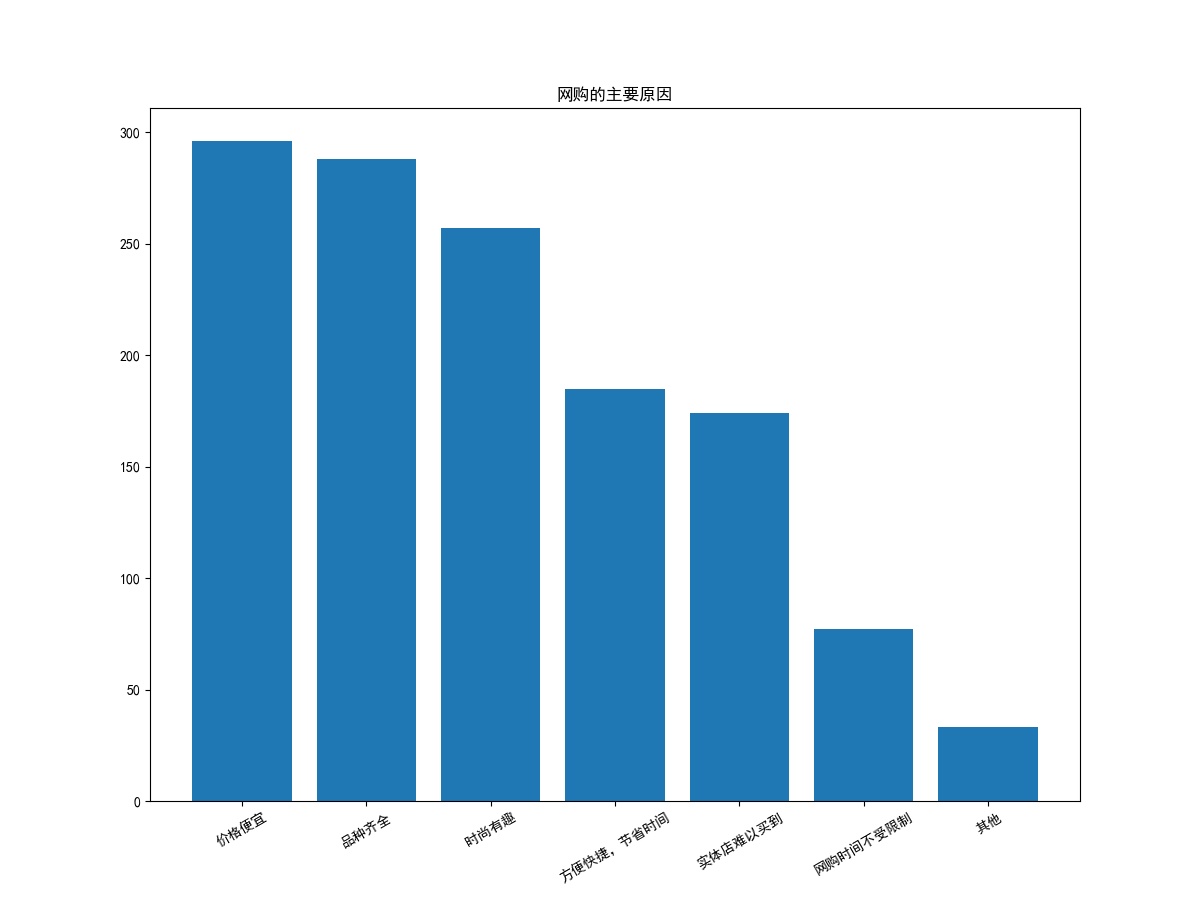 网购的主要原因
300
250
200
150
100
50
0
价格便宜
品种齐全
时尚有趣
方便快捷，节省时间
实体店难以买到
网购时间不受限制
其他